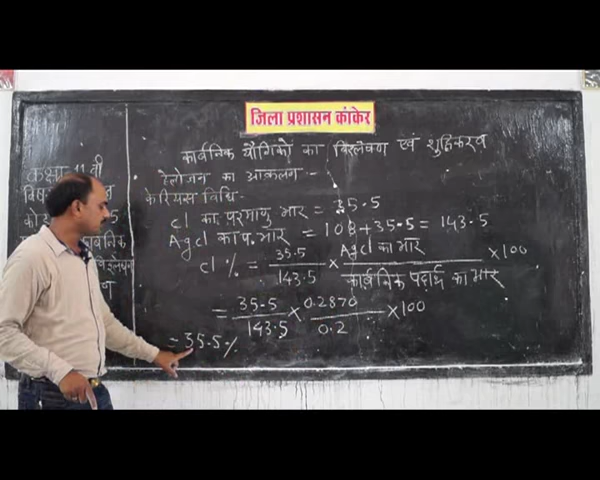 जिला प्रशासन कांकेर
कार्बनिक यौगिकों का विश्लेषण एवं शुद्धिकरण
हैलोजन का आकलन :-
केरियस विधि -
Cl का परमाणु भार = 35.5
AgCl का प. भार = 108 + 35.5 = 143.5
Cl % = 35.5 / 143.5 × AgCl का भार / कार्बनिक पदार्थ का भार × 100
= 35.5 / 143.5 × 0.2870 / 0.2 × 100
= 35.5 %
कक्षा - 11 वी